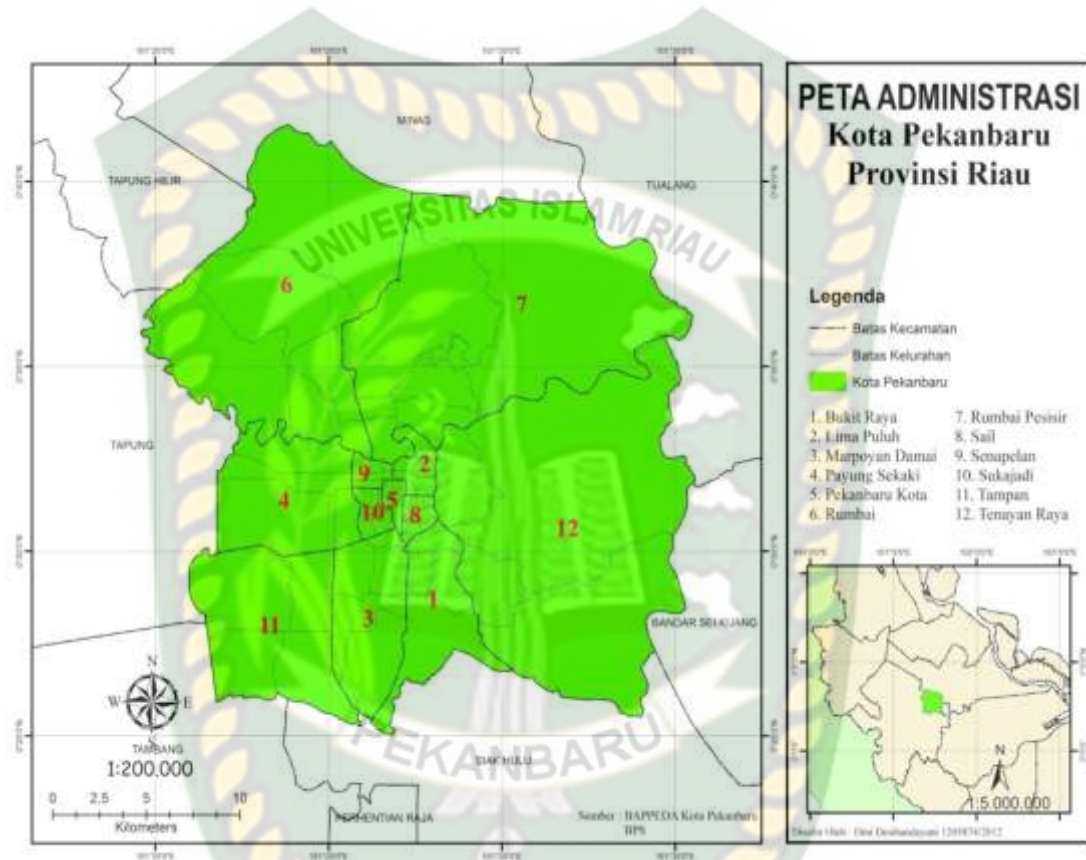 PETA ADMINISTRASI
Kota Pekanbaru
Provinsi Riau
Legenda
Batas Kecamatan
Batas Kelurahan
Kota Pekanbaru
1. Bukit Raya
2. Lima Puluh
3. Marpoyan Damai
4. Payung Sekaki
5. Pekanbaru Kota
6. Rumbai
7. Rumbai Pesisir
8. Sail
9. Senapelan
10. Sukajadi
11. Tampan
12. Tenayan Raya
MINAS
TAPUNG HILIR
TUALANG
UNIVERSITAS ISLAM RIAU
6
7
TAPUNG
9
2
4
5
10
8
12
1
3
11
BANDAR SEI KIJANG
N
W
E
S
TAMBANG
1:200.000
0 2,5 5 10
Kilometers
PEKANBARU
SIAK HULU
PERHENTIAN RAJA
Sumber : BAPPEDA Kota Pekanbaru
BPS
N
1:5.000.000